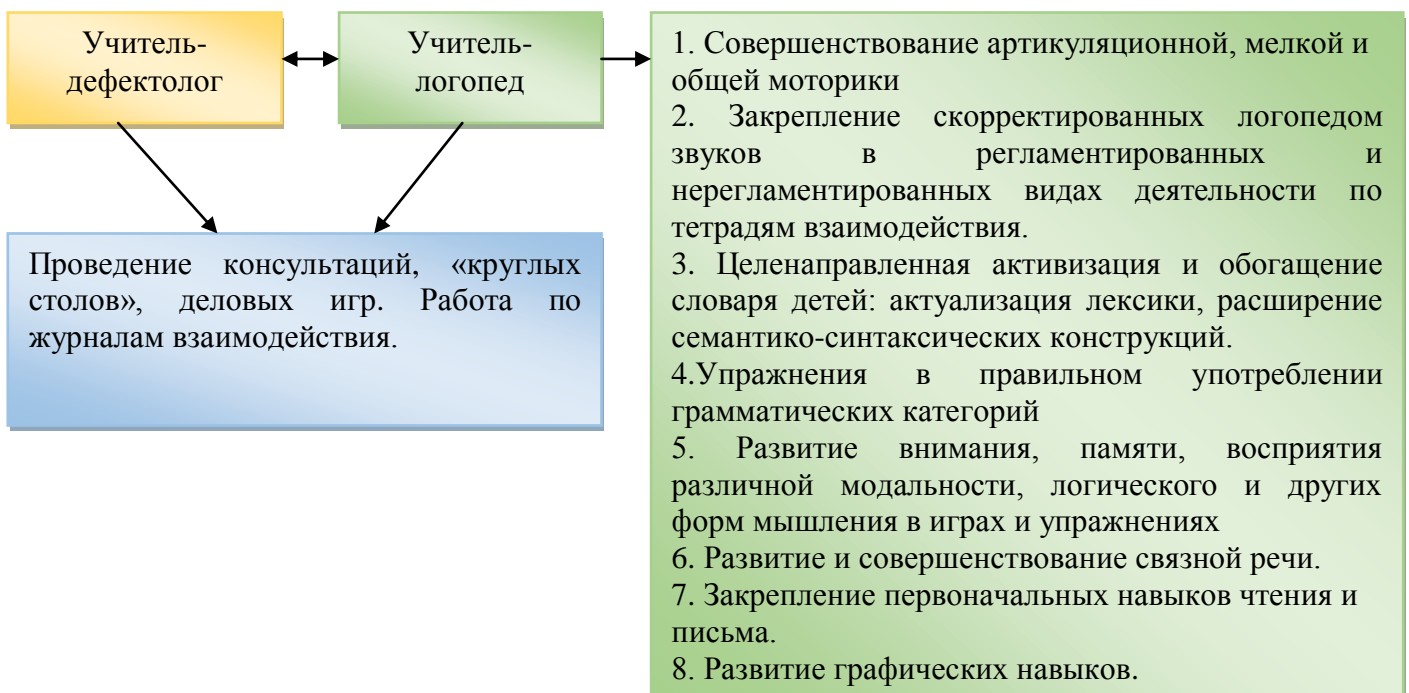 Учитель-
дефектолог
Учитель-
логопед
Проведение консультаций, «круглых
столов», деловых игр. Работа по
журналам взаимодействия.
1. Совершенствование артикуляционной, мелкой и
общей моторики
2. Закрепление скорректированных логопедом
звуков в регламентированных и
нерегламентированных видах деятельности по
тетрадям взаимодействия.
3. Целенаправленная активизация и обогащение
словаря детей: актуализация лексики, расширение
семантико-синтаксических конструкций.
4.Упражнения в правильном употреблении
грамматических категорий
5. Развитие внимания, памяти, восприятия
различной модальности, логического и других
форм мышления в играх и упражнениях
6. Развитие и совершенствование связной речи.
7. Закрепление первоначальных навыков чтения и
письма.
8. Развитие графических навыков.